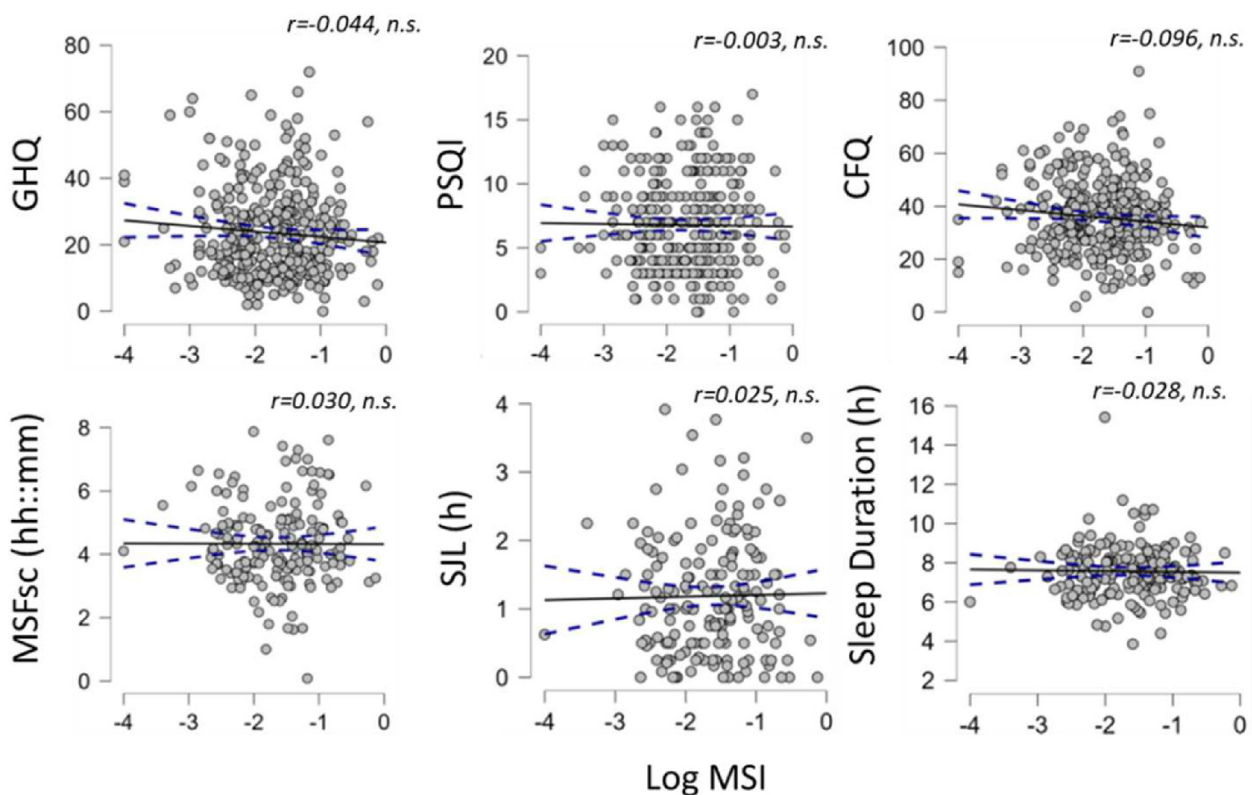 r=-0.044, n.s.
GHQ
80
60
40
20
0
-4 -3 -2 -1 0
r=-0.003, n.s.
PSQI
20
15
10
5
0
-4 -3 -2 -1 0
r=-0.096, n.s.
CFQ
100
80
60
40
20
0
-4 -3 -2 -1 0
r=0.030, n.s.
MSFsc (hh::mm)
8
6
4
2
0
-4 -3 -2 -1 0
r=0.025, n.s.
SJL (h)
4
3
2
1
0
-4 -3 -2 -1 0
r=-0.028, n.s.
Sleep Duration (h)
16
14
12
10
8
6
4
2
-4 -3 -2 -1 0
Log MSI